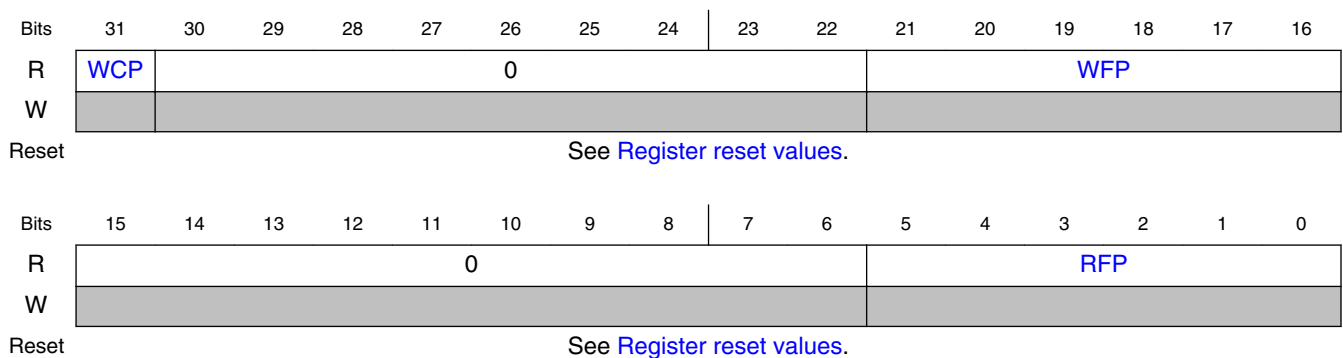 Bits 31 30 29 28 27 26 25 24 23 22 21 20 19 18 17 16
R WCP 0 WFP
W
Reset See Register reset values.
Bits 15 14 13 12 11 10 9 8 7 6 5 4 3 2 1 0
R 0 RFP
W
Reset See Register reset values.